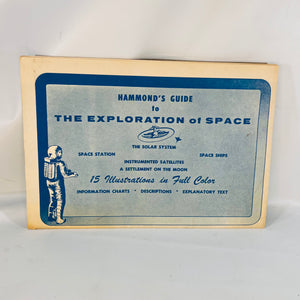 HAMMOND'S GUIDE
to
THE EXPLORATION of SPACE
THE SOLAR SYSTEM
SPACE STATION SPACE SHIPS
INSTRUMENTED SATELLITES
A SETTLEMENT ON THE MOON
15 Illustrations in Full Color
INFORMATION CHARTS • DESCRIPTIONS • EXPLANATORY TEXT